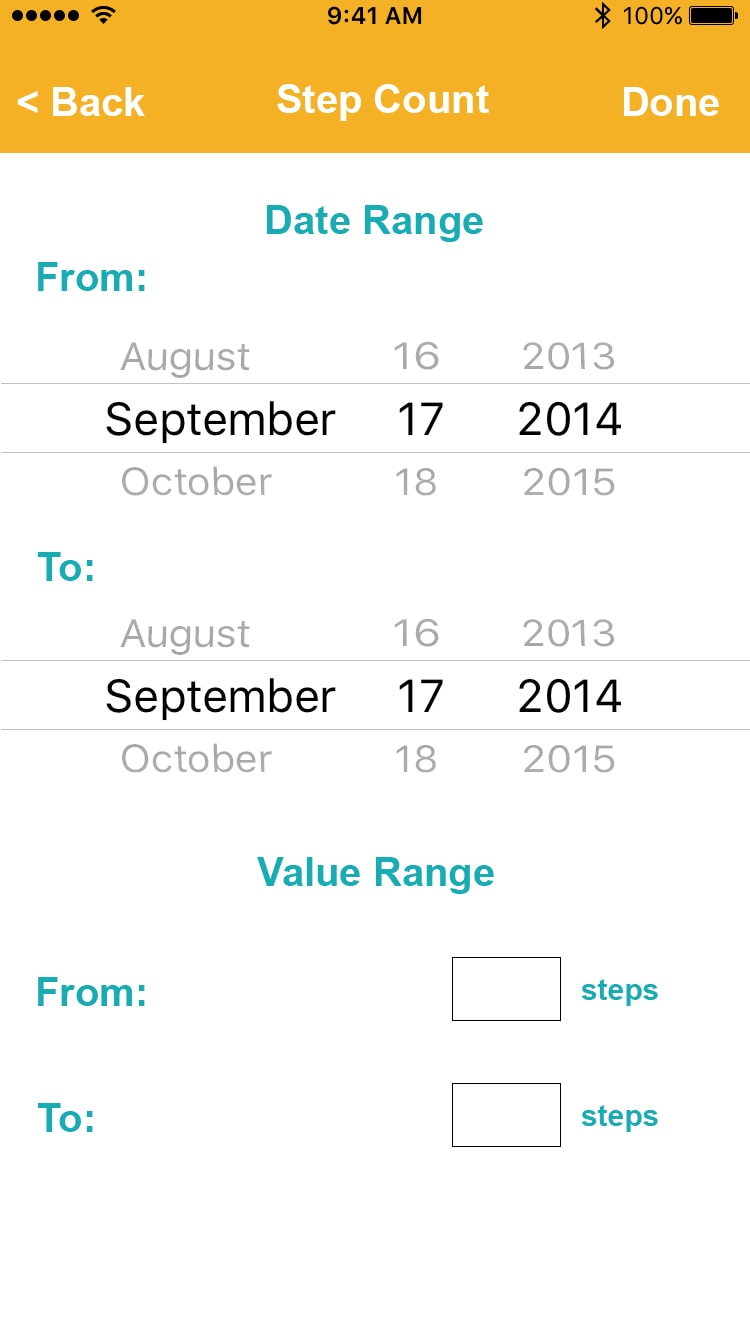 9:41 AM 100%
< Back Step Count Done
Date Range
From:
August 16 2013
September 17 2014
October 18 2015
To:
August 16 2013
September 17 2014
October 18 2015
Value Range
From: steps
To: steps